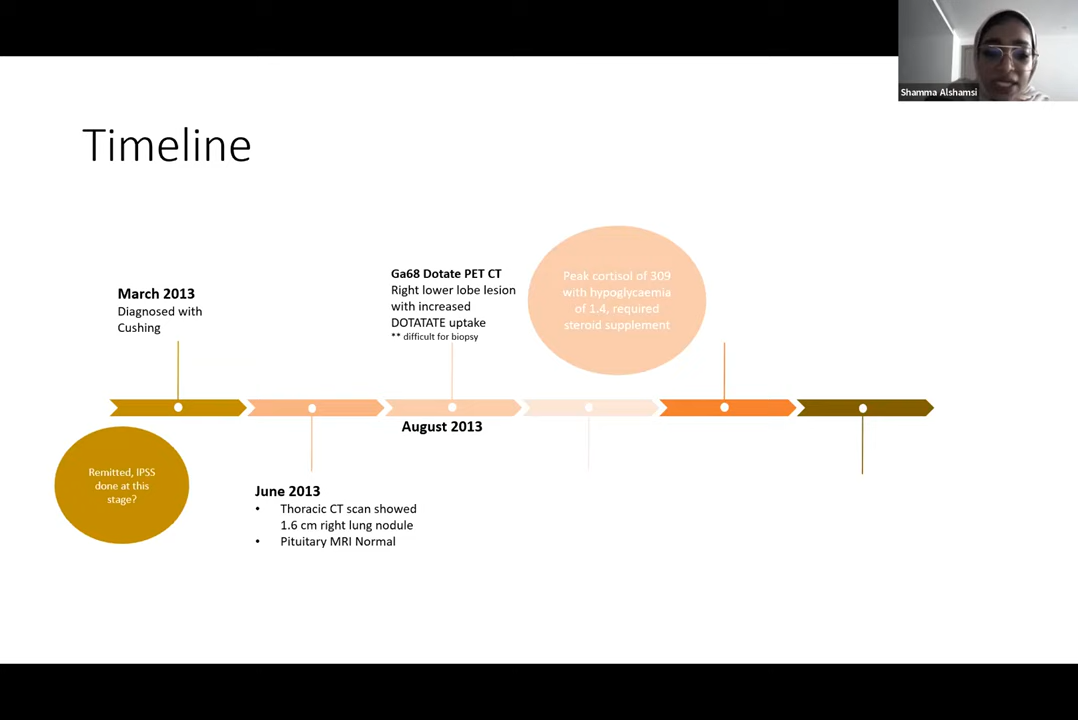 Shamma Alshamsi
Timeline
March 2013
Diagnosed with
Cushing
Ga68 Dotate PET CT
Right lower lobe lesion
with increased
DOTATATE uptake
** difficult for biopsy
Peak cortisol of 309
with hypoglycaemia
of 1.4, required
steroid supplement
August 2013
Remitted, IPSS
done at this
stage?
June 2013
• Thoracic CT scan showed
1.6 cm right lung nodule
• Pituitary MRI Normal